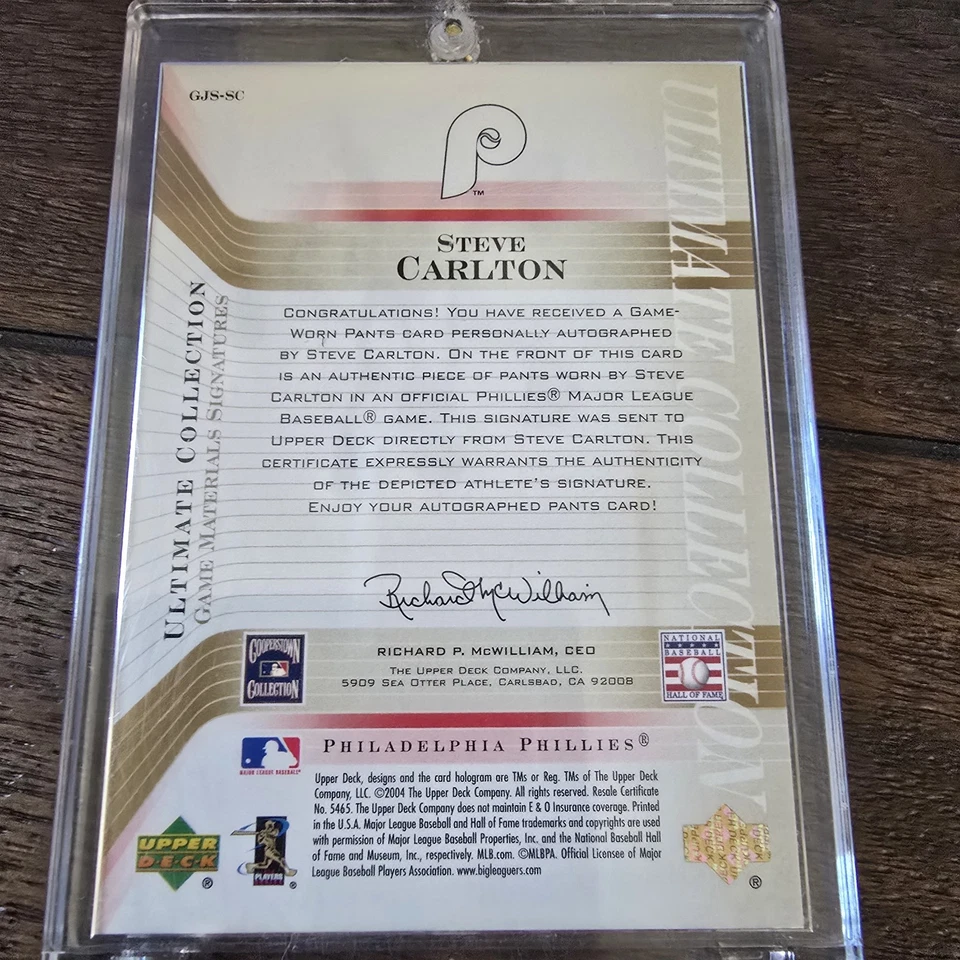 GJS-SC
TM
STEVE
CARLTON
CONGRATULATIONS! YOU HAVE RECEIVED A GAME-
WORN PANTS CARD PERSONALLY AUTOGRAPHED
BY STEVE CARLTON. ON THE FRONT OF THIS CARD
IS AN AUTHENTIC PIECE OF PANTS WORN BY STEVE
CARLTON IN AN OFFICIAL PHILLIES® MAJOR LEAGUE
BASEBALL® GAME. THIS SIGNATURE WAS SENT TO
UPPER DECK DIRECTLY FROM STEVE CARLTON. THIS
CERTIFICATE EXPRESSLY WARRANTS THE AUTHENTICITY
OF THE DEPICTED ATHLETE'S SIGNATURE.
ENJOY YOUR AUTOGRAPHED PANTS CARD!
ULTIMATE COLLECTION
GAME MATERIALS SIGNATURES
ULTIMATE COLLECTION
Richard McWilliam
RICHARD P. MCWILLIAM, CEO
THE UPPER DECK COMPANY, LLC.
5909 SEA OTTER PLACE, CARLSBAD, CA 92008
COOPERSTOWN
COLLECTION
NATIONAL
BASEBALL
HALL OF FAME
PHILADELPHIA PHILLIES®
MAJOR LEAGUE BASEBALL
Upper Deck, designs and the card hologram are TMs or Reg. TMs of The Upper Deck
Company, LLC. ©2004 The Upper Deck Company. All rights reserved. Resale Certificate
No. 5465. The Upper Deck Company does not maintain E & O Insurance coverage. Printed
in the U.S.A. Major League Baseball and Hall of Fame trademarks and copyrights are used
with permission of Major League Baseball Properties, Inc. and the National Baseball Hall
of Fame and Museum, Inc., respectively. MLB.com. ©MLBPA. Official Licensee of Major
League Baseball Players Association. www.bigleaguers.com
UPPER
DECK
®
PLAYERS
®
®